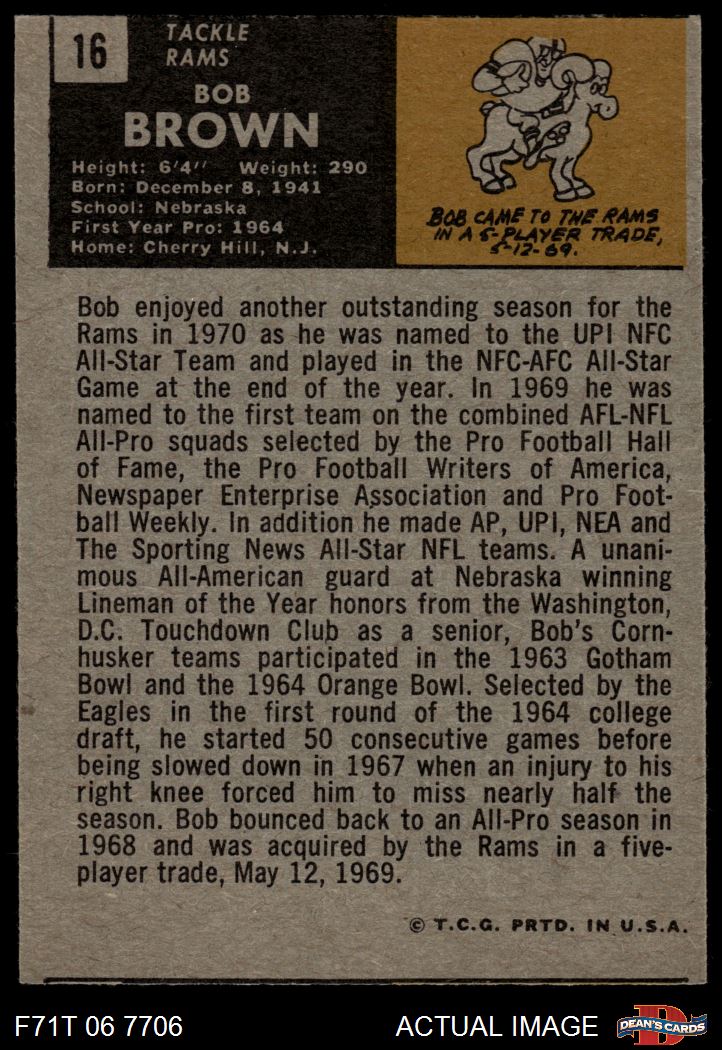 16
TACKLE
RAMS
BOB
BROWN
Height: 6'4'' Weight: 290
Born: December 8, 1941
School: Nebraska
First Year Pro: 1964
Home: Cherry Hill, N.J.
BOB CAME TO THE RAMS
IN A 5-PLAYER TRADE,
5-12-69.
Bob enjoyed another outstanding season for the
Rams in 1970 as he was named to the UPI NFC
All-Star Team and played in the NFC-AFC All-Star
Game at the end of the year. In 1969 he was
named to the first team on the combined AFL-NFL
All-Pro squads selected by the Pro Football Hall
of Fame, the Pro Football Writers of America,
Newspaper Enterprise Association and Pro Foot-
ball Weekly. In addition he made AP, UPI, NEA and
The Sporting News All-Star NFL teams. A unani-
mous All-American guard at Nebraska winning
Lineman of the Year honors from the Washington,
D.C. Touchdown Club as a senior, Bob's Corn-
husker teams participated in the 1963 Gotham
Bowl and the 1964 Orange Bowl. Selected by the
Eagles in the first round of the 1964 college
draft, he started 50 consecutive games before
being slowed down in 1967 when an injury to his
right knee forced him to miss nearly half the
season. Bob bounced back to an All-Pro season in
1968 and was acquired by the Rams in a five-
player trade, May 12, 1969.
© T.C.G. PRTD. IN U.S.A.
F71T 06 7706
ACTUAL IMAGE
DEAN'S CARDS